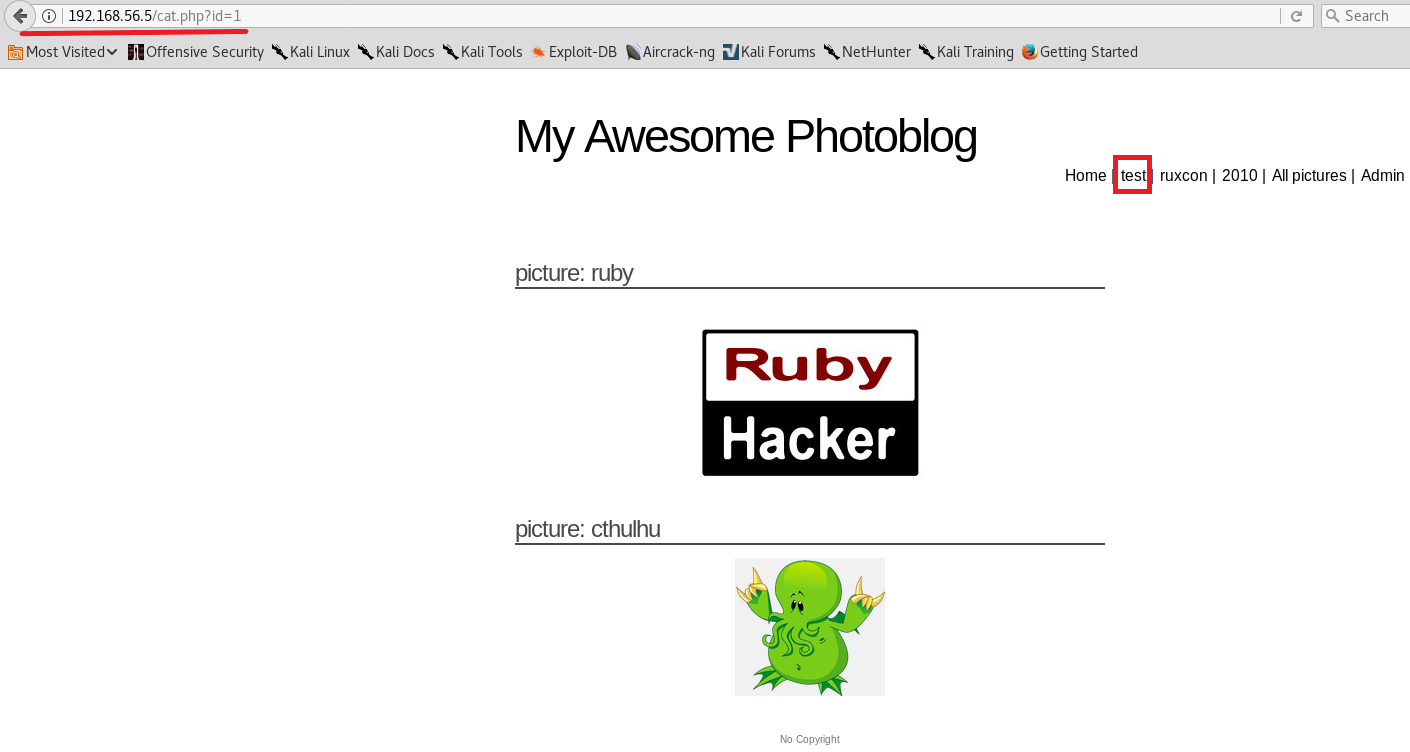 192.168.56.5/cat.php?id=1 Search
Most Visited Offensive Security Kali Linux Kali Docs Kali Tools Exploit-DB Aircrack-ng Kali Forums NetHunter Kali Training Getting Started
My Awesome Photoblog
Home | test | ruxcon | 2010 | All pictures | Admin
picture: ruby
Ruby
Hacker
picture: cthulhu
No Copyright